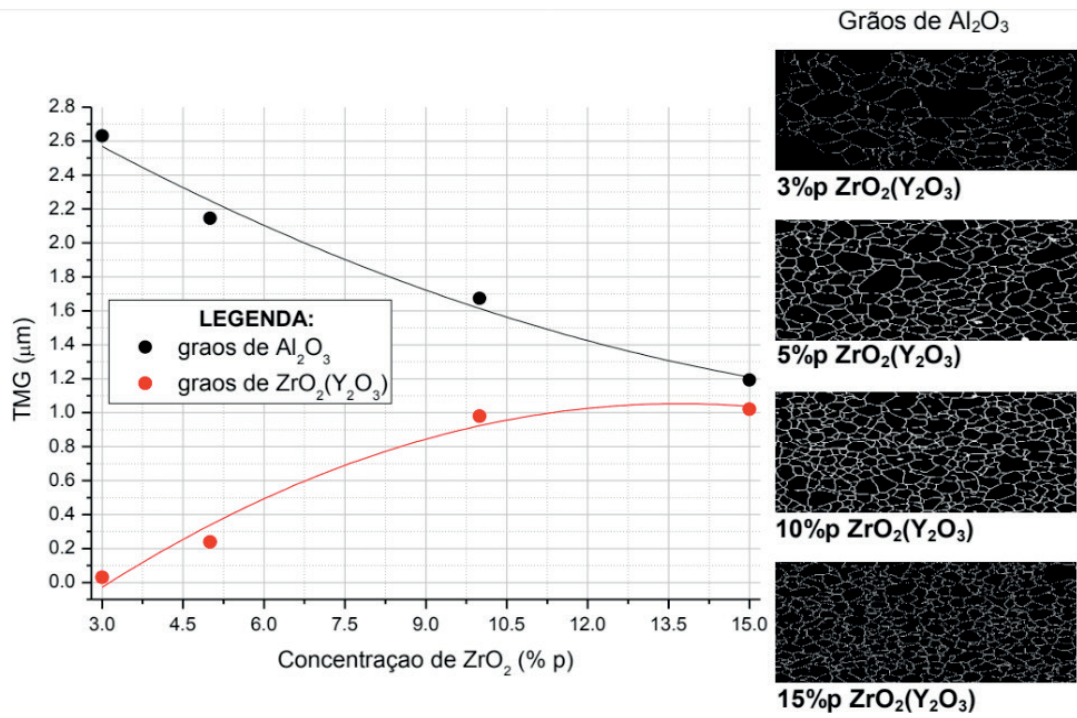 Grãos de Al₂O₃
3%p ZrO₂(Y₂O₃)
5%p ZrO₂(Y₂O₃)
10%p ZrO₂(Y₂O₃)
15%p ZrO₂(Y₂O₃)
TMG (μm)
2.8
2.6
2.4
2.2
2.0
1.8
1.6
1.4
1.2
1.0
0.8
0.6
0.4
0.2
0.0
LEGENDA:
graos de Al₂O₃
graos de ZrO₂(Y₂O₃)
3.0 4.5 6.0 7.5 9.0 10.5 12.0 13.5 15.0
Concentraçao de ZrO₂ (% p)